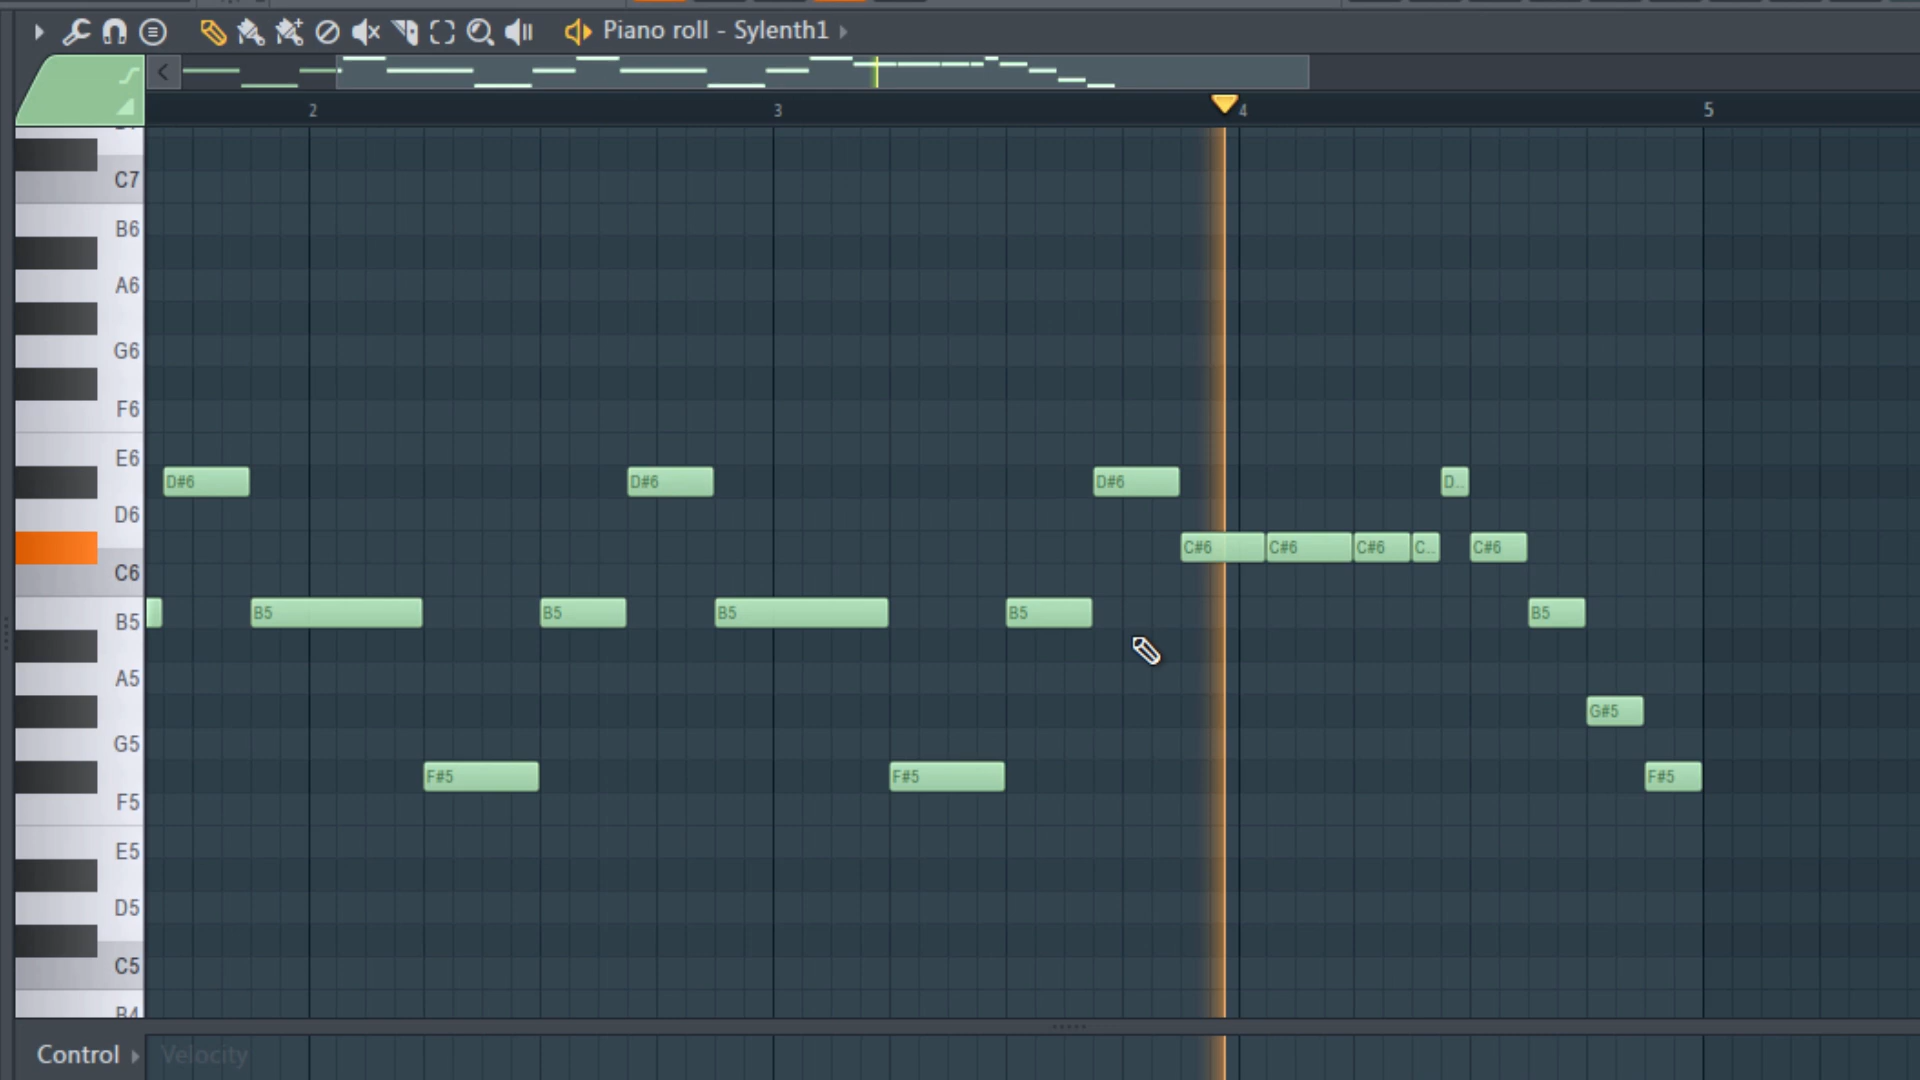 Piano roll - Sylenth1
2 3 4 5
C7
B6
A6
G6
F6
E6
D#6 D#6 D#6 D..
D6
C#6 C#6 C#6 C.. C#6
C6
B5 B5 B5 B5 B5
B5
A5
G#5
G5
F#5 F#5 F#5
F5
E5
D5
C5
B4
Control Velocity